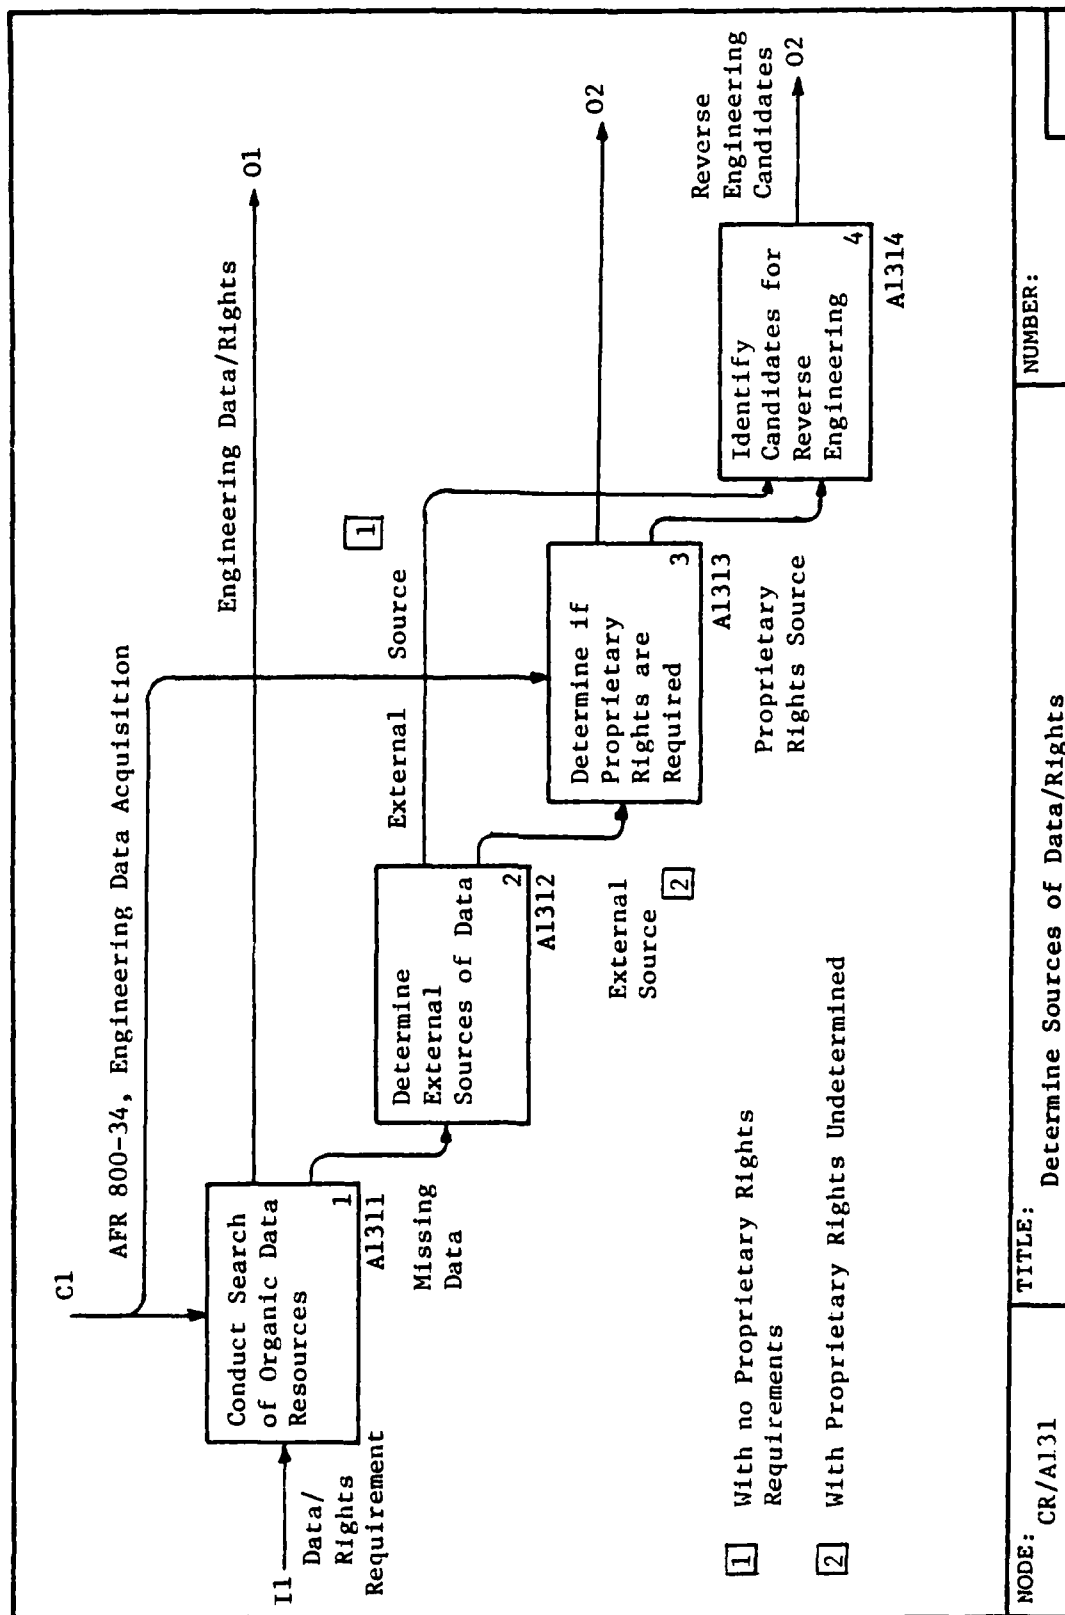 C1
AFR 800-34, Engineering Data Acquisition
I1
Data/
Rights
Requirement
Conduct Search
of Organic Data
Resources
1
A1311
Engineering Data/Rights
O1
Missing
Data
Determine
External
Sources of Data
2
A1312
External Source
1
External
Source
2
Determine if
Proprietary
Rights are
Required
3
A1313
O2
Proprietary
Rights Source
Identify
Candidates for
Reverse
Engineering
4
A1314
Reverse
Engineering
Candidates
O2
1 With no Proprietary Rights
Requirements
2 With Proprietary Rights Undetermined
NODE: CR/A131
TITLE: Determine Sources of Data/Rights
NUMBER: